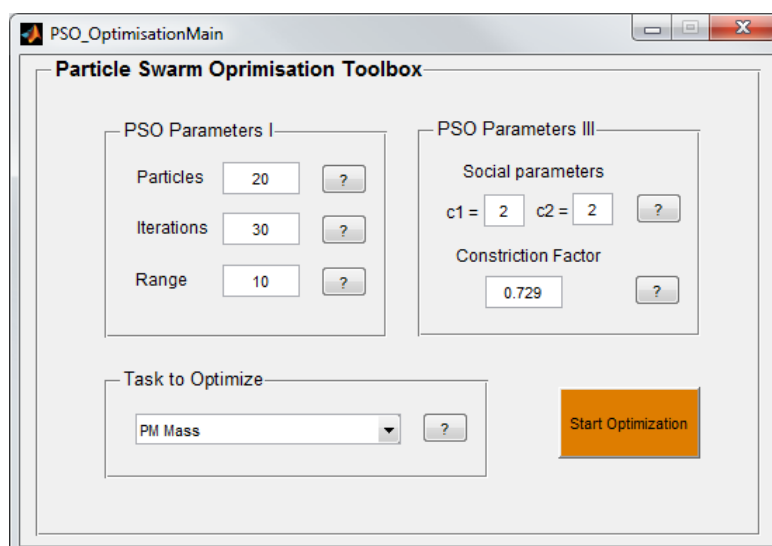 PSO_OptimisationMain
Particle Swarm Oprimisation Toolbox
PSO Parameters I
Particles 20 ?
Iterations 30 ?
Range 10 ?
PSO Parameters III
Social parameters
c1 = 2 c2 = 2 ?
Constriction Factor
0.729 ?
Task to Optimize
PM Mass ?
Start Optimization